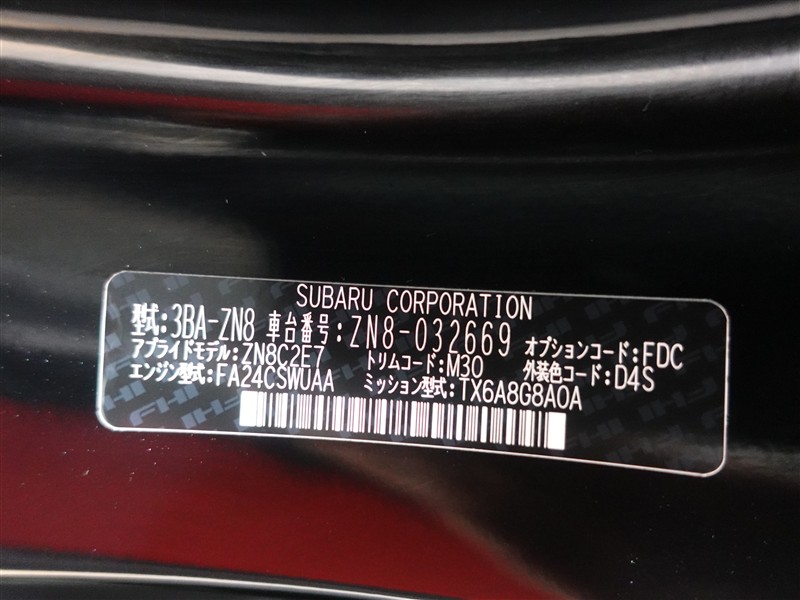 SUBARU CORPORATION
型式:3BA-ZN8 車台番号:ZN8-032669 オプションコード:FDC
アプライドモデル:ZN8C2E7 トリムコード:M30 外装色コード:D4S
エンジン型式:FA24CSWUAA ミッション型式:TX6A8G8AOA